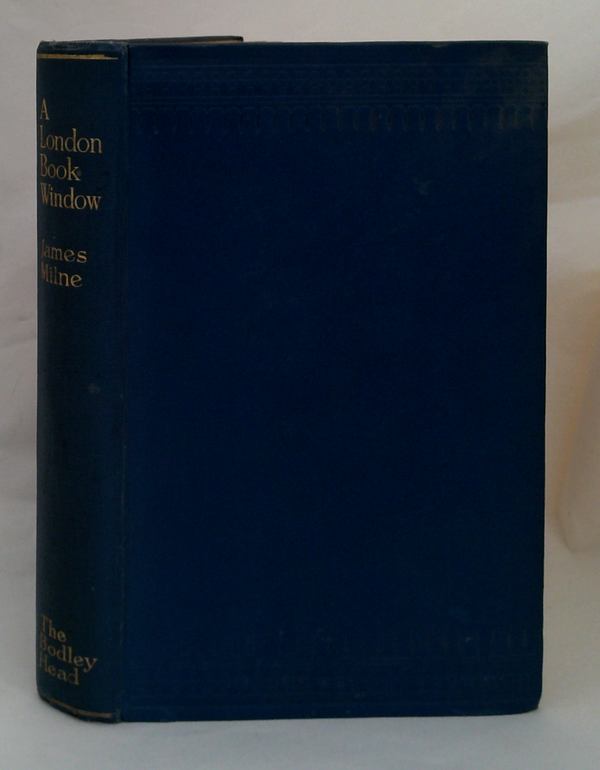 A
London
Book
Window
James
Milne
The
Bodley
Head